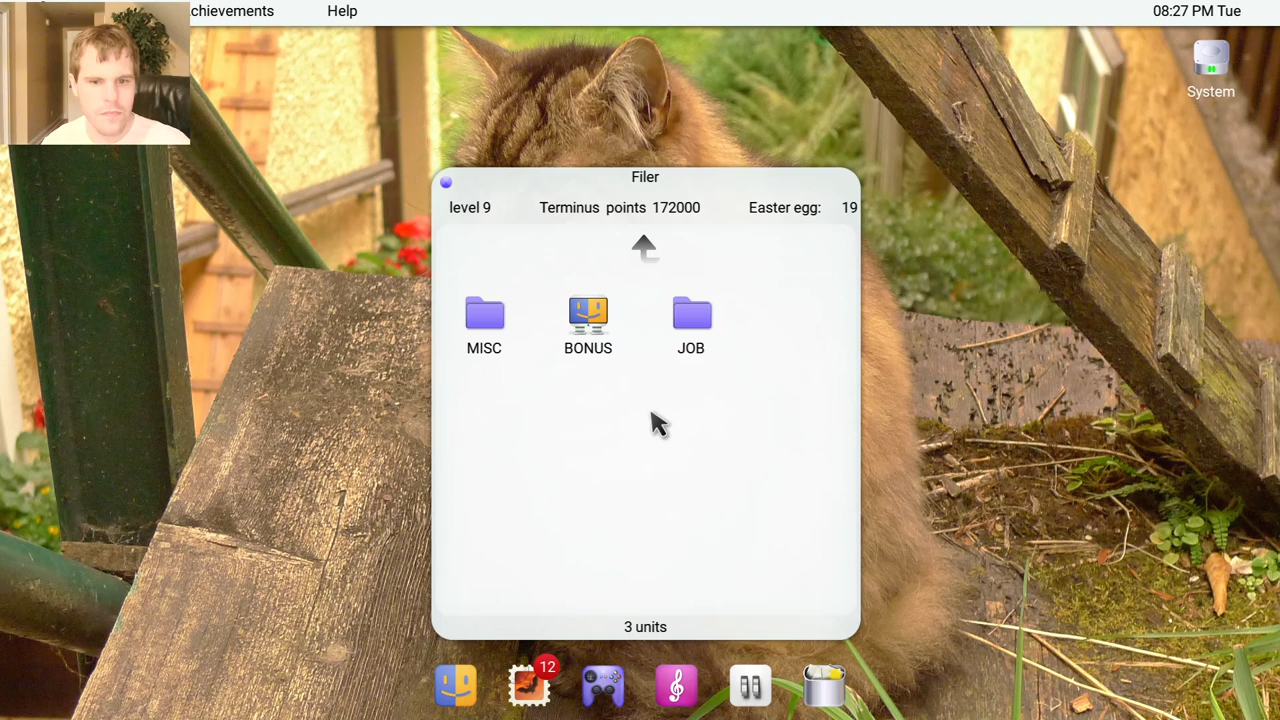 chievements Help 08:27 PM Tue
System
Filer
level 9 Terminus points 172000 Easter egg: 19
MISC BONUS JOB
3 units
12